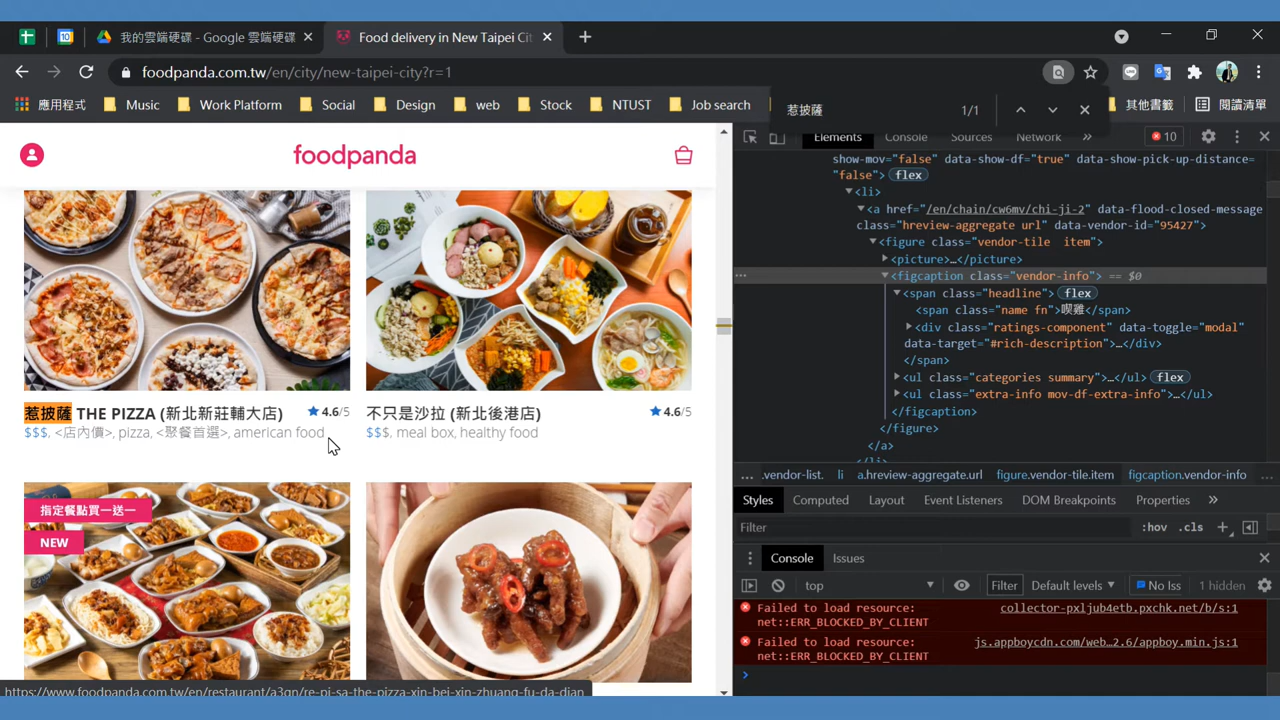 我的雲端硬碟 - Google 雲端硬碟
Food delivery in New Taipei Cit
foodpanda.com.tw/en/city/new-taipei-city?r=1
應用程式
Music
Work Platform
Social
Design
web
Stock
NTUST
Job search
其他書籤
閱讀清單
惹披薩
1/1
foodpanda
惹披薩 THE PIZZA (新北新莊輔大店)
4.6/5
$$$, <店內價>, pizza, <聚餐首選>, american food
不只是沙拉 (新北後港店)
4.6/5
$$$, meal box, healthy food
指定餐點買一送一
NEW
https://www.foodpanda.com.tw/en/restaurant/a3gn/re-pi-sa-the-pizza-xin-bei-xin-zhuang-fu-da-dian
Elements
Console
Sources
Network
10
show-mov="false" data-show-df="true" data-show-pick-up-distance=
"false"> flex
<li>
<a href="/en/chain/cw6mv/chi-ji-2" data-flood-closed-message
class="hreview-aggregate url" data-vendor-id="95427">
<figure class="vendor-tile  item">
<picture>…</picture>
<figcaption class="vendor-info"> == $0
<span class="headline"> flex
<span class="name fn">喫雞</span>
<div class="ratings-component" data-toggle="modal"
data-target="#rich-description">…</div>
</span>
<ul class="categories summary">…</ul> flex
<ul class="extra-info mov-df-extra-info">…</ul>
</figcaption>
</figure>
</a>
</li>
... .vendor-list. li a.hreview-aggregate.url figure.vendor-tile.item figcaption.vendor-info ...
Styles
Computed
Layout
Event Listeners
DOM Breakpoints
Properties
Filter
:hov .cls
Console
Issues
top
Filter
Default levels
No Iss
1 hidden
Failed to load resource: collector-pxljub4etb.pxchk.net/b/s:1
net::ERR_BLOCKED_BY_CLIENT
Failed to load resource: js.appboycdn.com/web…2.6/appboy.min.js:1
net::ERR_BLOCKED_BY_CLIENT